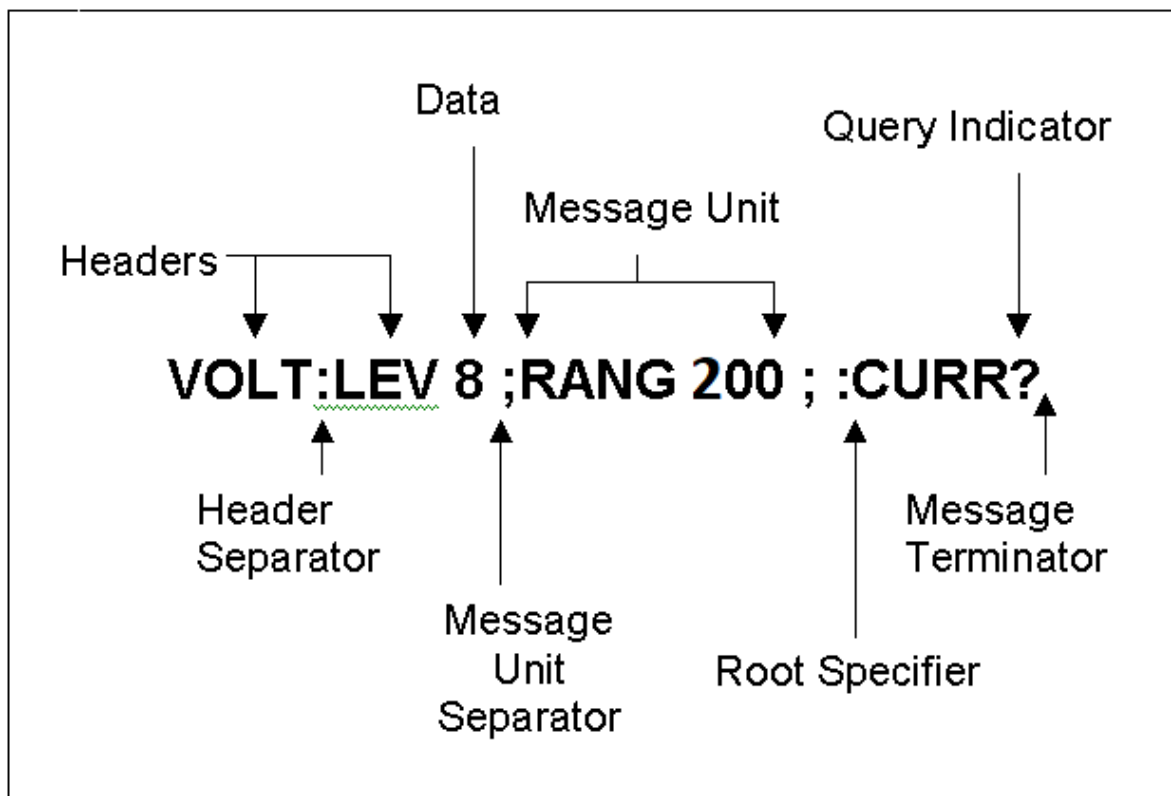 Data
Query Indicator
Message Unit
Headers
VOLT:LEV 8 ;RANG 200 ; :CURR?
Header
Separator
Message
Terminator
Message
Unit
Separator
Root Specifier